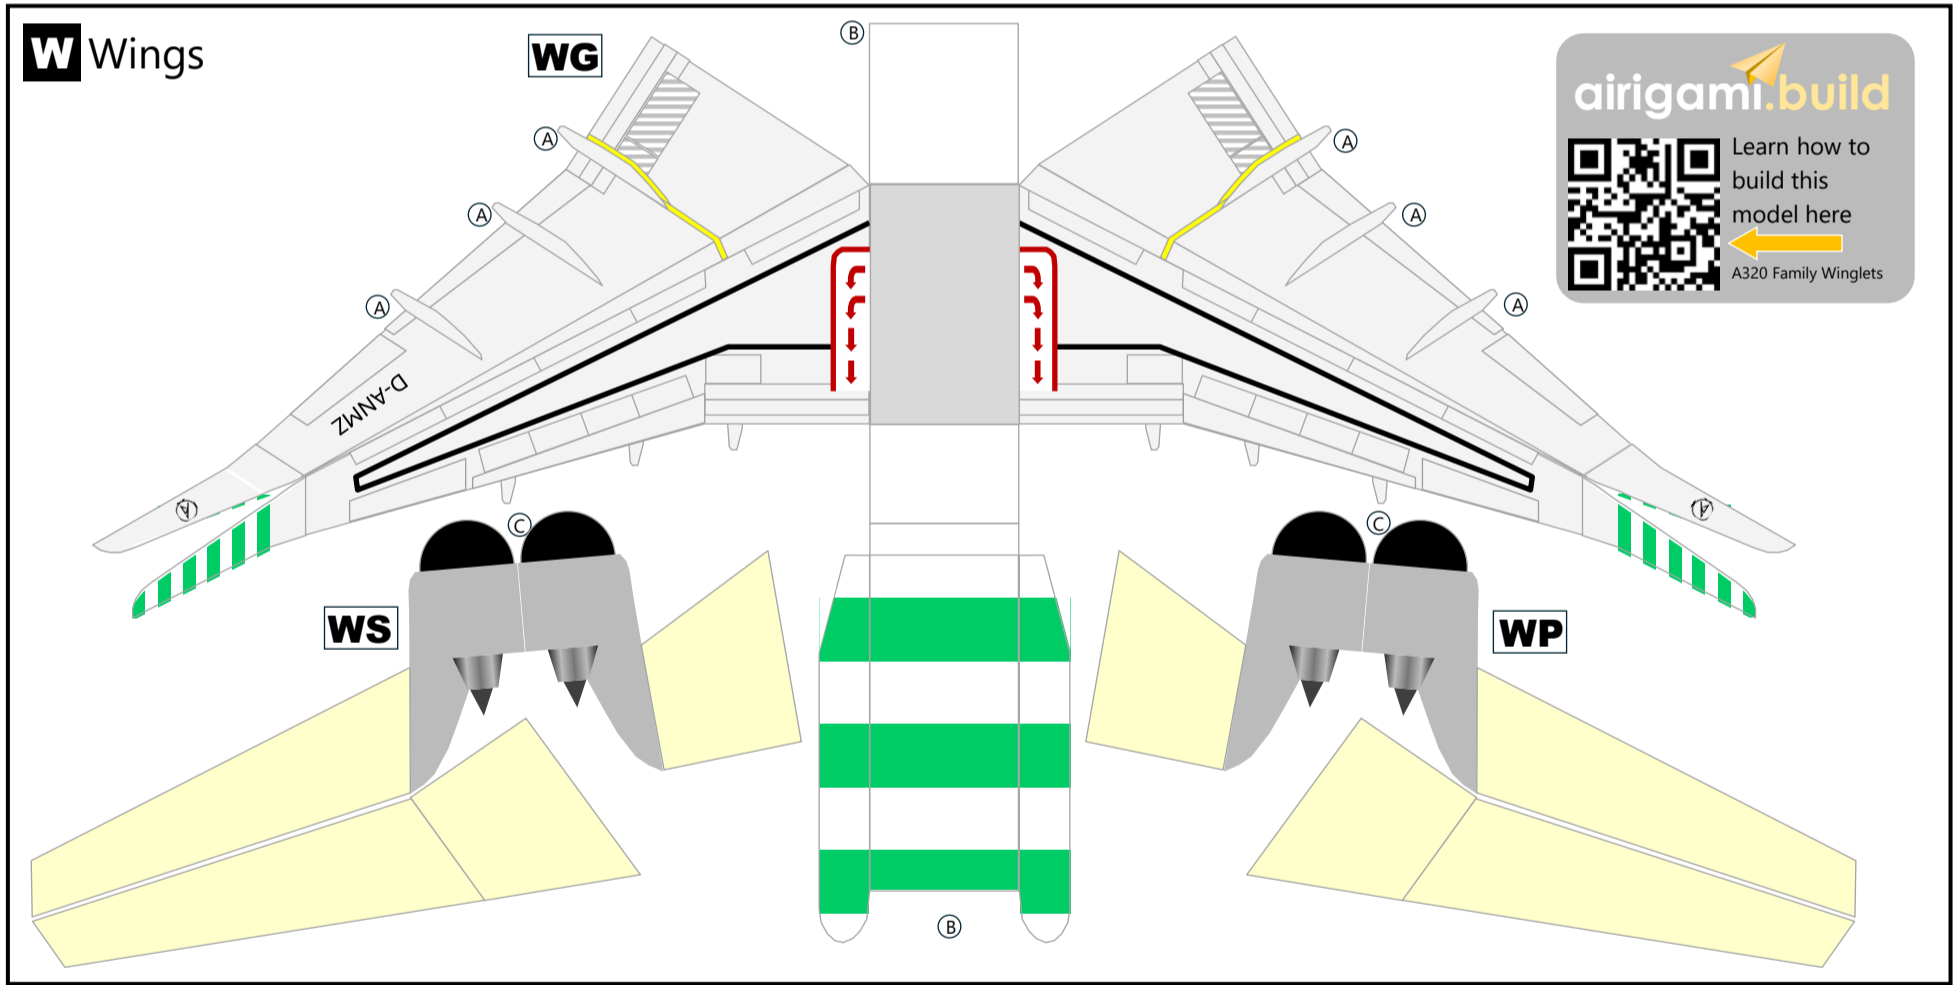 W Wings
WG
B
airigami.build
Learn how to
build this
model here
A320 Family Winglets
A
A
A
A
A
A
D-ANMZ
A
A
C
C
WS
WP
B